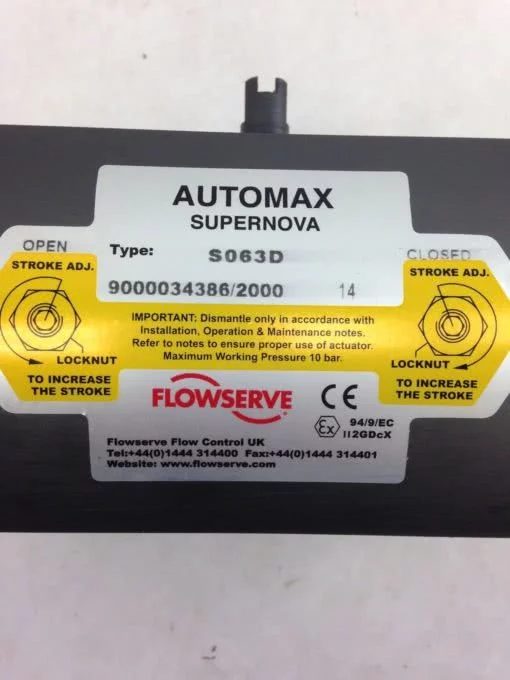 AUTOMAX
SUPERNOVA
Type: S063D
9000034386/2000 14
OPEN
STROKE ADJ.
LOCKNUT
TO INCREASE
THE STROKE
IMPORTANT: Dismantle only in accordance with
Installation, Operation & Maintenance notes.
Refer to notes to ensure proper use of actuator.
Maximum Working Pressure 10 bar.
CLOSED
STROKE ADJ.
LOCKNUT
TO INCREASE
THE STROKE
FLOWSERVE
CE
Ex 94/9/EC
II2GDcX
Flowserve Flow Control UK
Tel:+44(0)1444 314400 Fax:+44(0)1444 314401
Website: www.flowserve.com